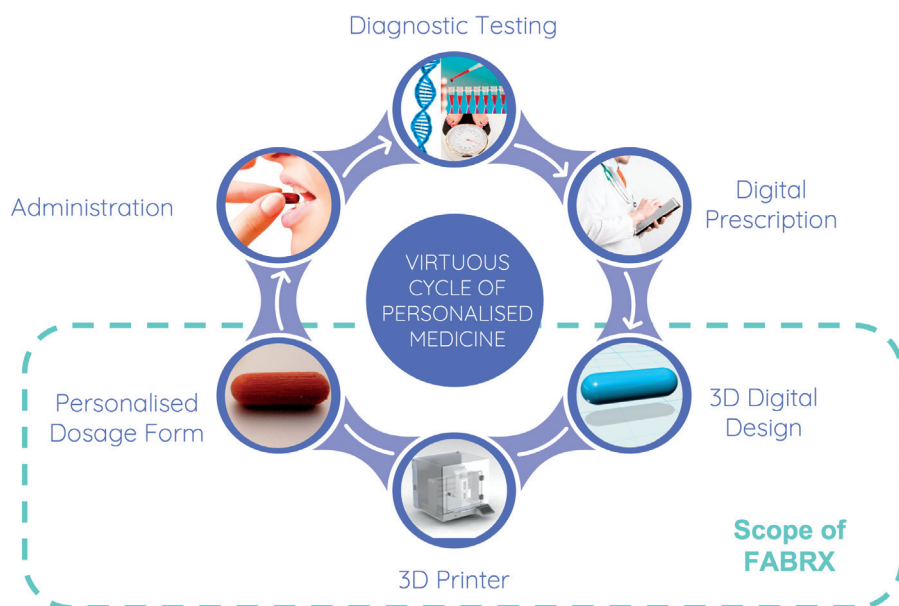 Diagnostic Testing
Administration
Digital
Prescription
VIRTUOUS
CYCLE OF
PERSONALISED
MEDICINE
Personalised
Dosage Form
3D Digital
Design
Scope of
FABRX
3D Printer